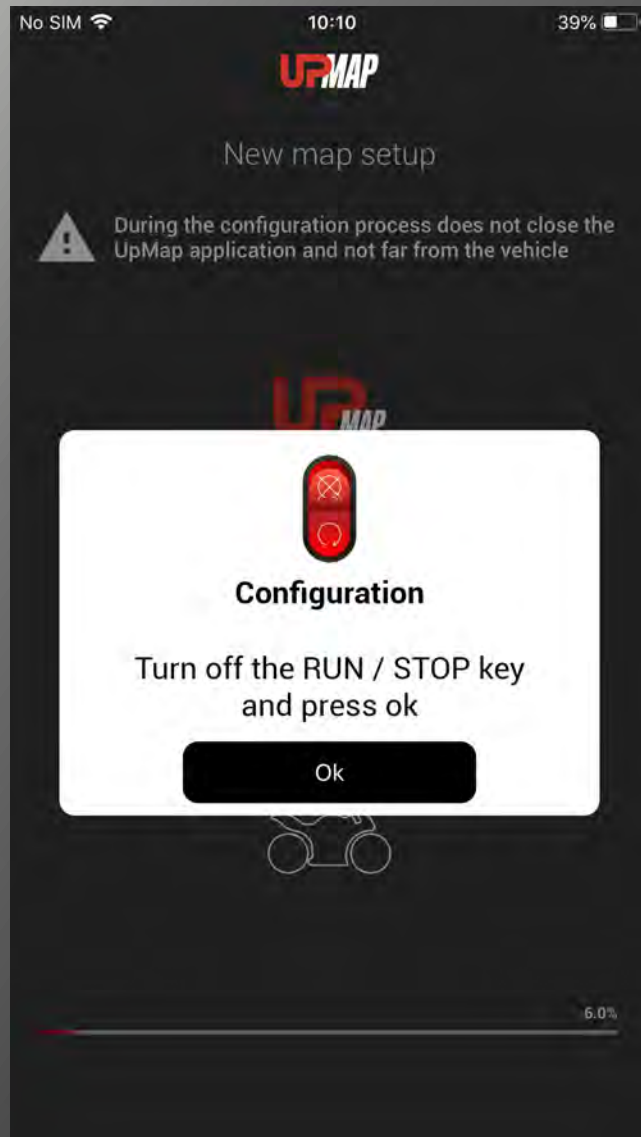 No SIM 10:10 39%
UPMAP
New map setup
During the configuration process does not close the
UpMap application and not far from the vehicle
UPMAP
Configuration
Turn off the RUN / STOP key
and press ok
Ok
6.0%